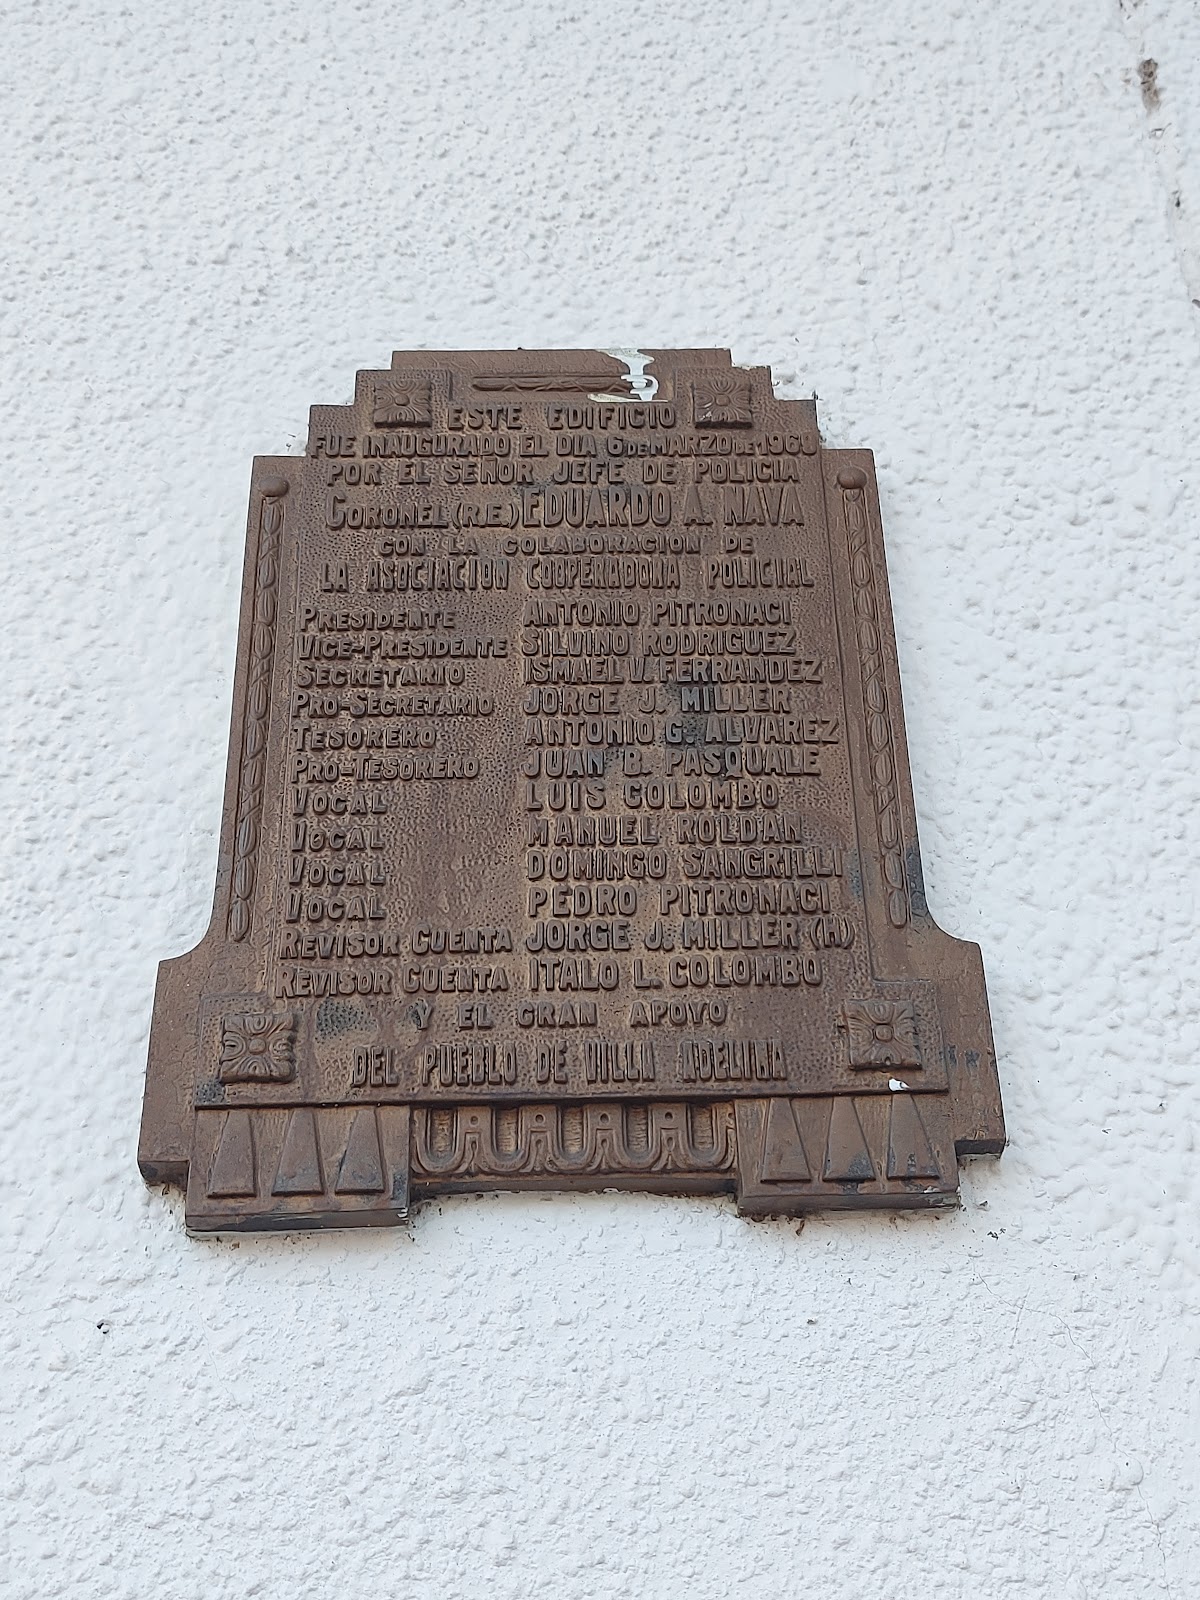 ESTE EDIFICIO
FUE INAUGURADO EL DIA 6 DE MARZO DE 1960
POR EL SEÑOR JEFE DE POLICIA
CORONEL (R.E.) EDUARDO A. NAVA
CON LA COLABORACION DE
LA ASOCIACION COOPERADORA POLICIAL
PRESIDENTE ANTONIO PITRONACI
VICE-PRESIDENTE SILVINO RODRIGUEZ
SECRETARIO ISMAEL V. FERRANDEZ
PRO-SECRETARIO JORGE J. MILLER
TESORERO ANTONIO G. ALVAREZ
PRO-TESORERO JUAN B. PASQUALE
VOCAL LUIS COLOMBO
VOCAL MANUEL ROLDAN
VOCAL DOMINGO SANGRILLI
VOCAL PEDRO PITRONACI
REVISOR CUENTA JORGE J. MILLER (H)
REVISOR CUENTA ITALO L. COLOMBO
Y EL GRAN APOYO
DEL PUEBLO DE VILLA ADELINA